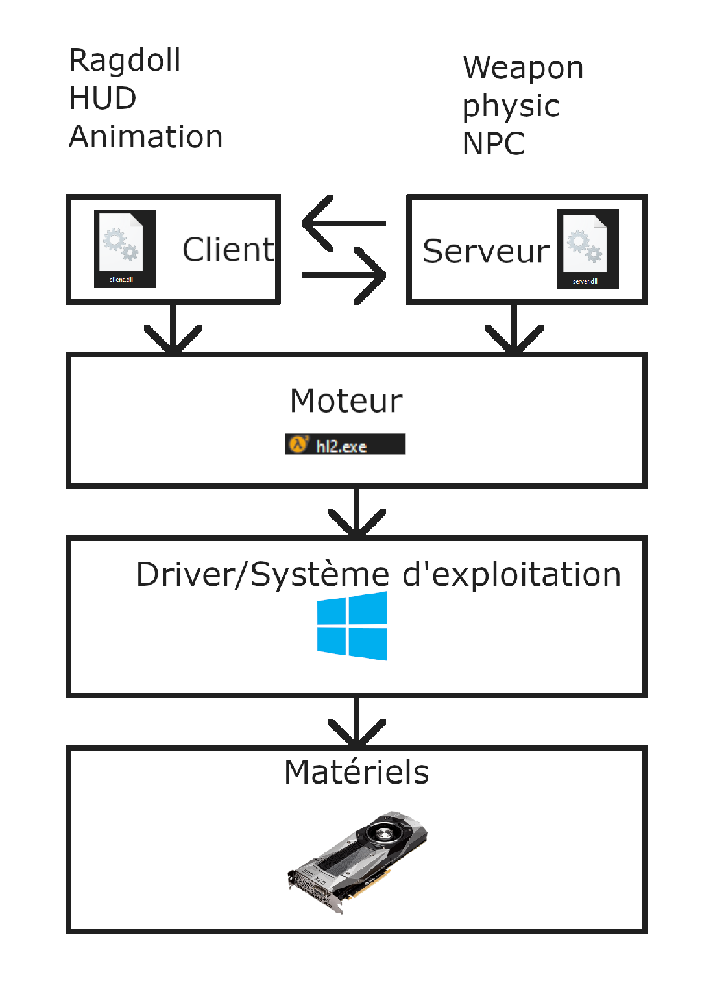 Ragdoll
HUD
Animation
Weapon
physic
NPC
client.dll
Client
Serveur
server.dll
Moteur
hl2.exe
Driver/Système d'exploitation
Matériels